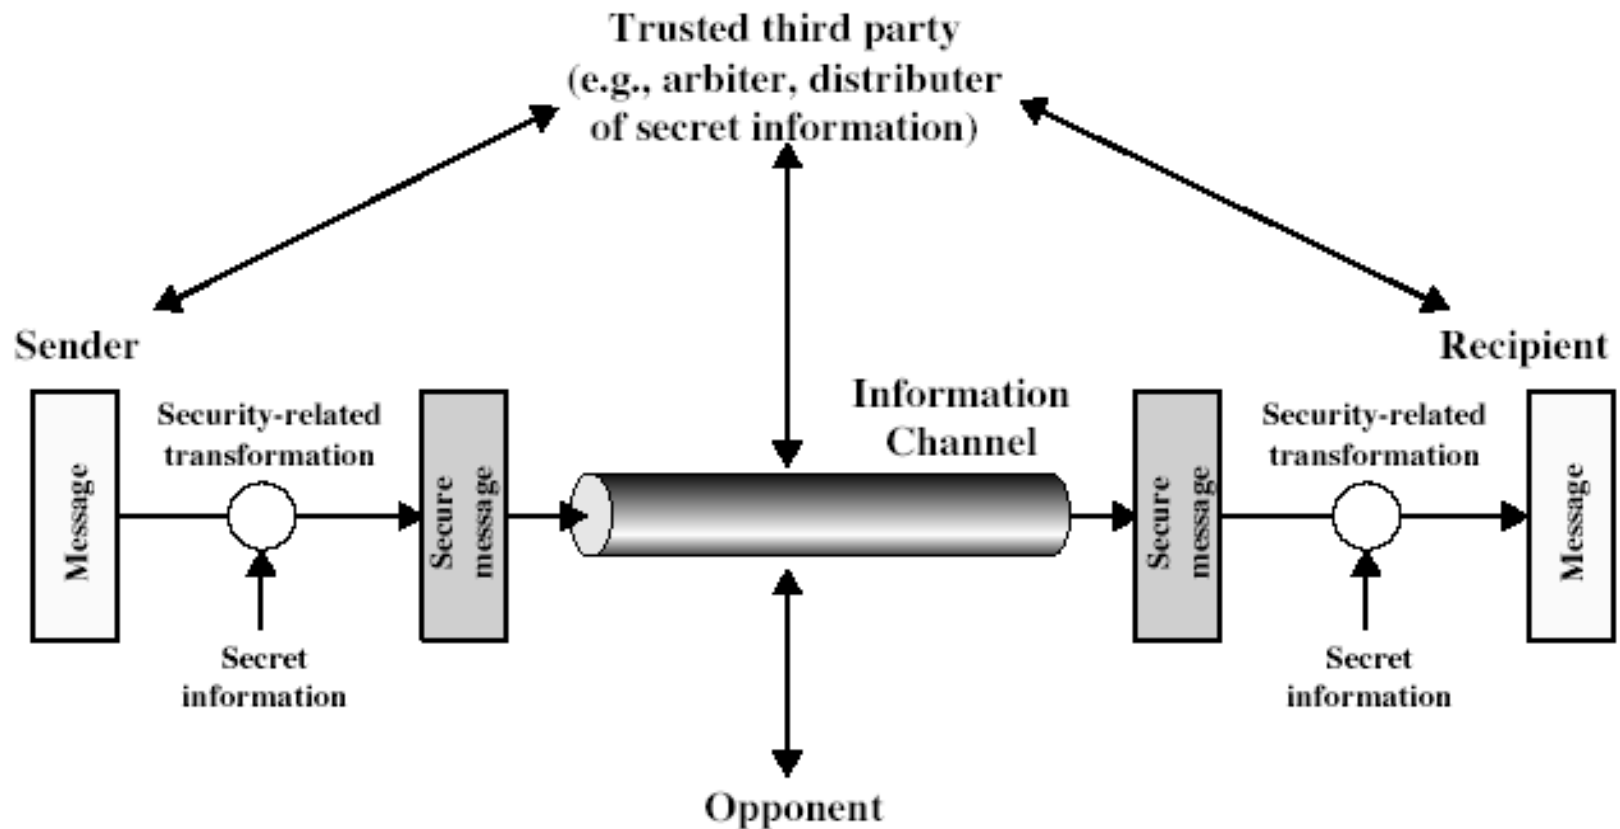 Trusted third party
(e.g., arbiter, distributer
of secret information)
Sender
Recipient
Information
Channel
Security-related
transformation
Security-related
transformation
Message
Secure
message
Secure
message
Message
Secret
information
Secret
information
Opponent